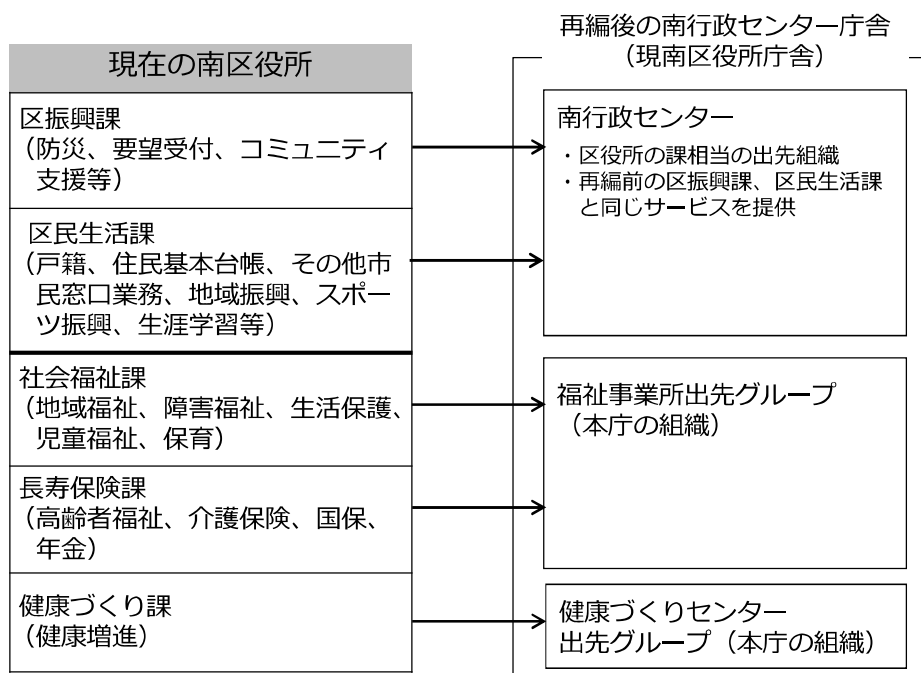 現在の南区役所
区振興課
（防災、要望受付、コミュニティ
支援等）
区民生活課
（戸籍、住民基本台帳、その他市
民窓口業務、地域振興、スポー
ツ振興、生涯学習等）
社会福祉課
（地域福祉、障害福祉、生活保護、
児童福祉、保育）
長寿保険課
（高齢者福祉、介護保険、国保、
年金）
健康づくり課
（健康増進）
再編後の南行政センター庁舎
（現南区役所庁舎）
南行政センター
・区役所の課相当の出先組織
・再編前の区振興課、区民生活課
と同じサービスを提供
福祉事業所出先グループ
（本庁の組織）
健康づくりセンター
出先グループ（本庁の組織）